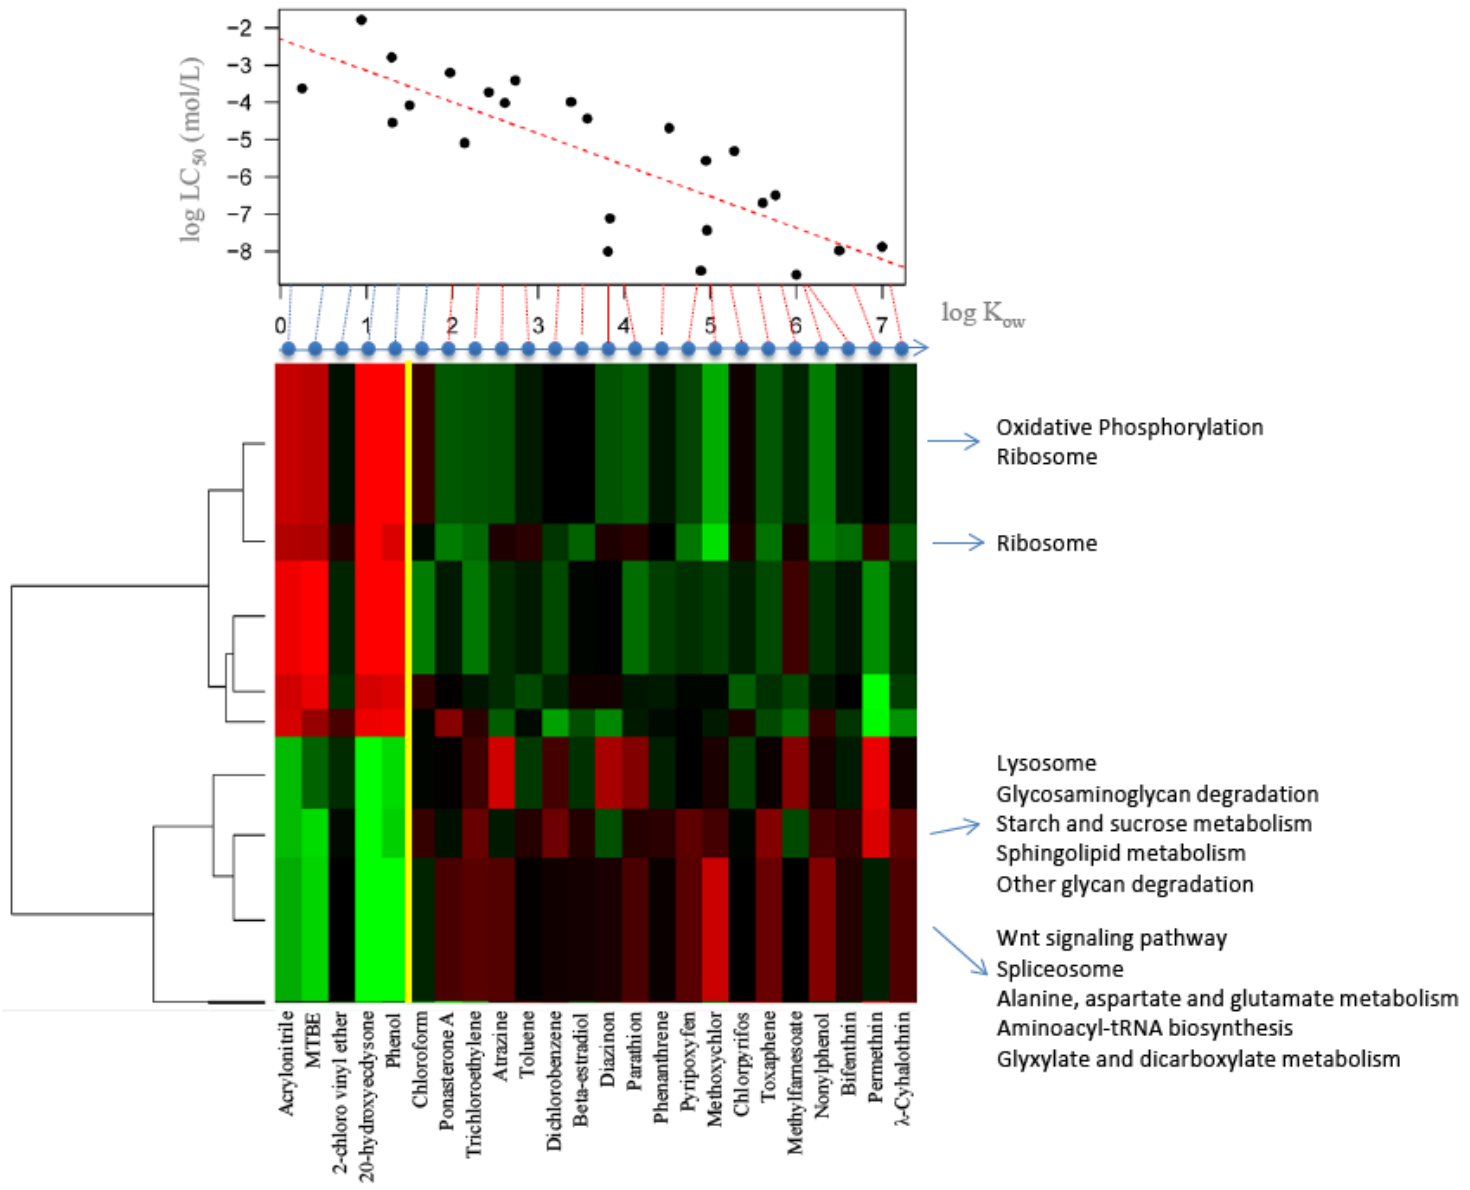 −2
−3
−4
−5
−6
−7
−8
log LC50 (mol/L)
0 1 2 3 4 5 6 7
log Kow
Oxidative Phosphorylation
Ribosome
Ribosome
Lysosome
Glycosaminoglycan degradation
Starch and sucrose metabolism
Sphingolipid metabolism
Other glycan degradation
Wnt signaling pathway
Spliceosome
Alanine, aspartate and glutamate metabolism
Aminoacyl-tRNA biosynthesis
Glyxylate and dicarboxylate metabolism
Acrylonitrile
MTBE
2-chloro vinyl ether
20-hydroxyecdysone
Phenol
Chloroform
Ponasterone A
Trichloroethylene
Atrazine
Toluene
Dichlorobenzene
Beta-estradiol
Diazinon
Parathion
Phenanthrene
Pyripoxyfen
Methoxychlor
Chlorpyrifos
Toxaphene
Methylfarnesoate
Nonylphenol
Bifenthrin
Permethrin
λ-Cyhalothrin